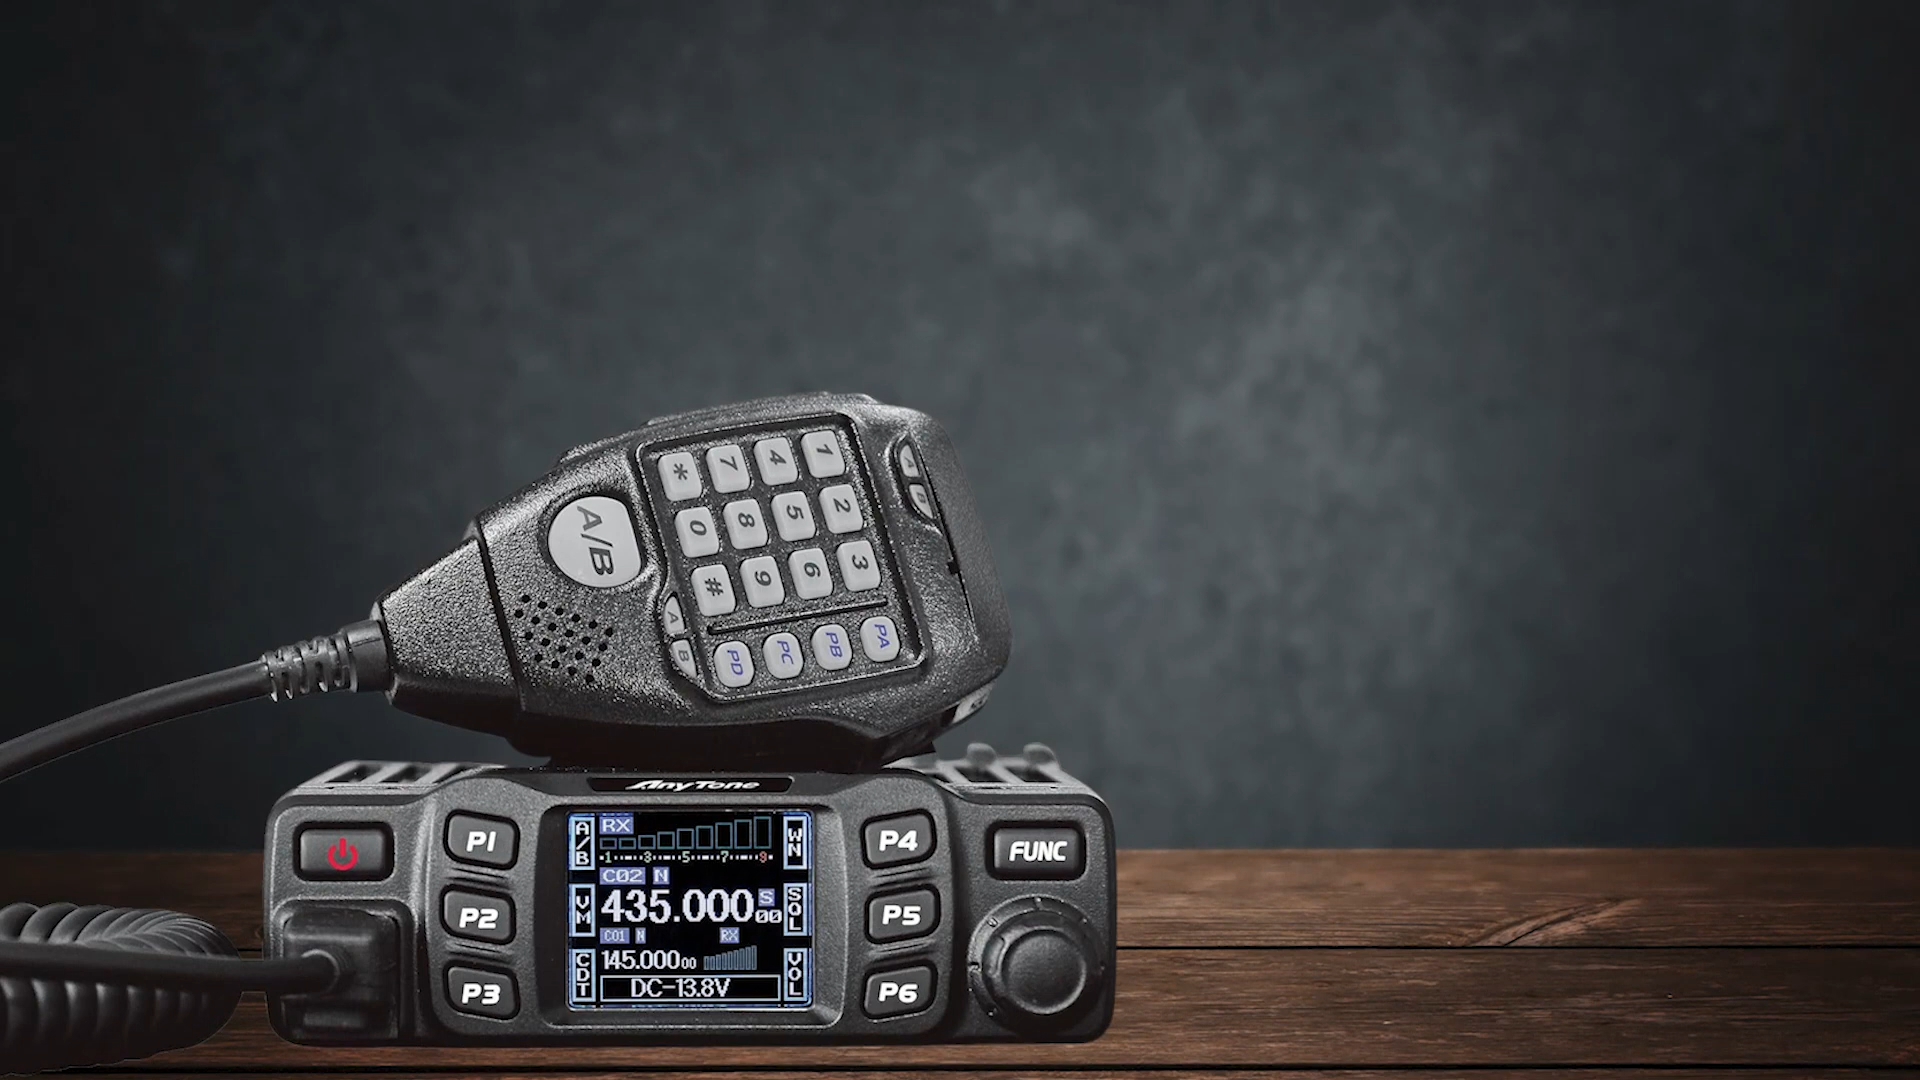 1
4
7
*
2
5
8
0
3
6
9
#
A/B
A
B
A
B
PA
PB
PC
PD
AnyTone
P1
P2
P3
A/B
VM
CDT
RX
1 3 5 7 9
C02 N
435.000 S 00
C01 N RX
145.000 00
DC-13.8V
WN
SQL
VOL
P4
P5
P6
FUNC